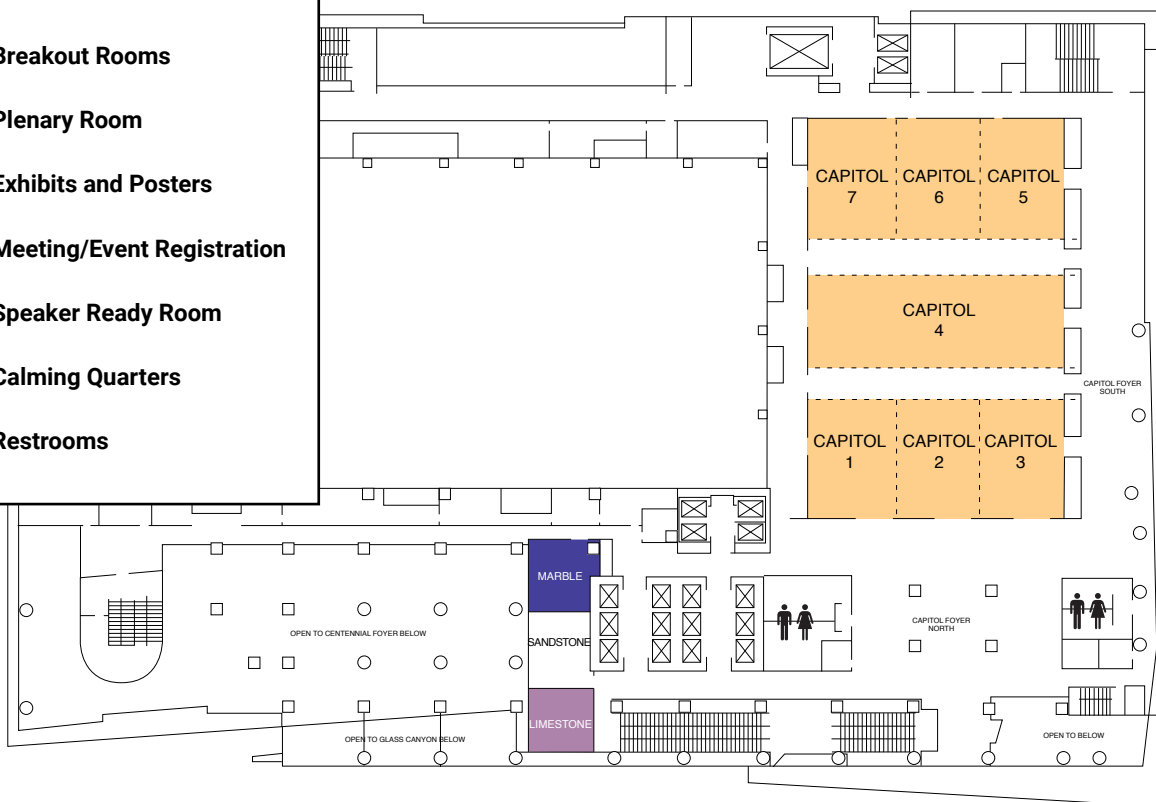 Breakout Rooms
Plenary Room
Exhibits and Posters
Meeting/Event Registration
Speaker Ready Room
Calming Quarters
Restrooms
CAPITOL
7
CAPITOL
6
CAPITOL
5
CAPITOL
4
CAPITOL FOYER
SOUTH
CAPITOL
1
CAPITOL
2
CAPITOL
3
MARBLE
SANDSTONE
LIMESTONE
OPEN TO CENTENNIAL FOYER BELOW
CAPITOL FOYER
NORTH
OPEN TO GLASS CANYON BELOW
OPEN TO BELOW